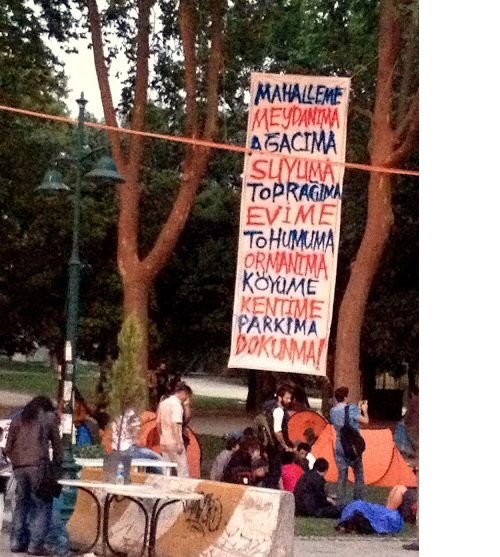 MAHALLEME
MEYDANIMA
AĞACIMA
SUYUMA
TOPRAĞIMA
EVİME
TOHUMUMA
ORMANIMA
KÖYÜME
KENTİME
PARKIMA
DOKUNMA!